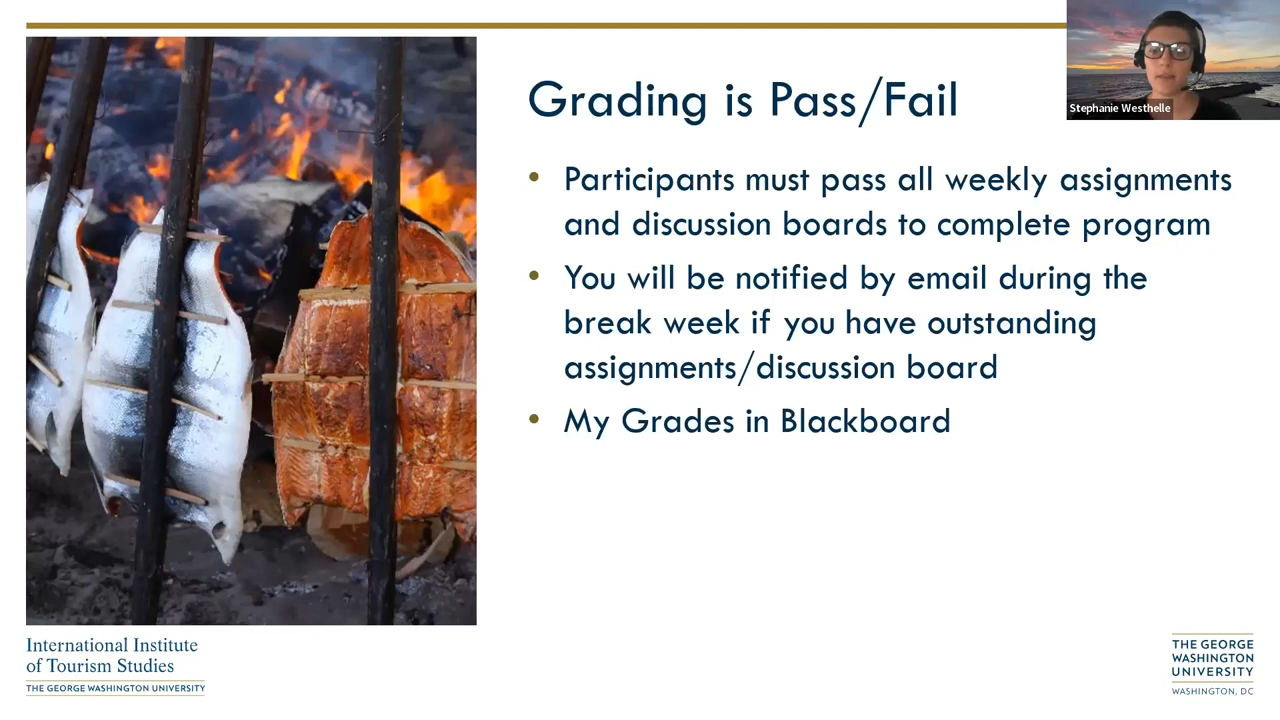 Grading is Pass/Fail
Stephanie Westhelle
• Participants must pass all weekly assignments
and discussion boards to complete program
• You will be notified by email during the
break week if you have outstanding
assignments/discussion board
• My Grades in Blackboard
International Institute
of Tourism Studies
THE GEORGE WASHINGTON UNIVERSITY
THE GEORGE
WASHINGTON
UNIVERSITY
WASHINGTON, DC